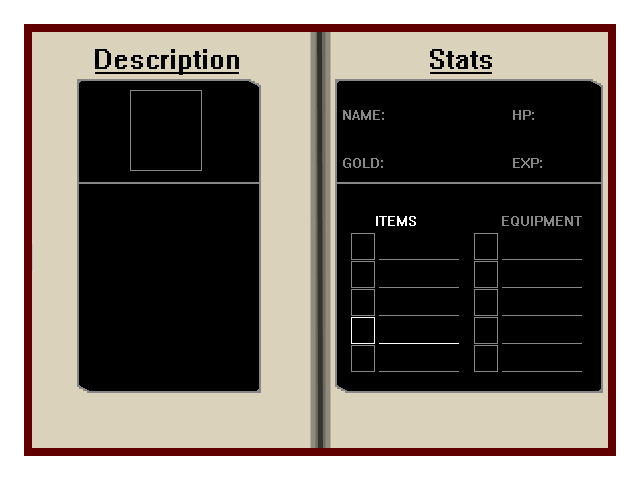 Description
Stats
NAME:
HP:
GOLD:
EXP:
ITEMS
EQUIPMENT